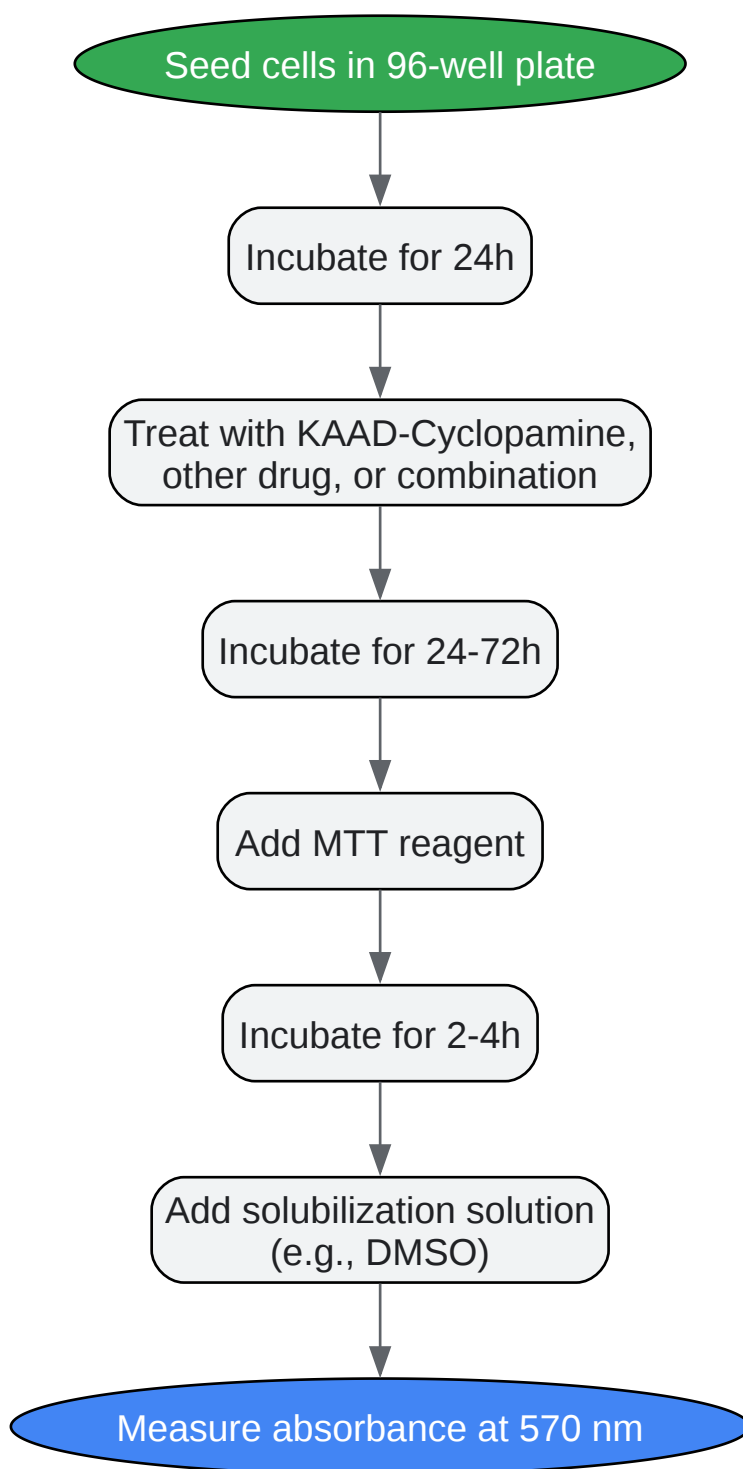 Seed cells in 96-well plate
Incubate for 24h
Treat with KAAD-Cyclopamine,
other drug, or combination
Incubate for 24-72h
Add MTT reagent
Incubate for 2-4h
Add solubilization solution
(e.g., DMSO)
Measure absorbance at 570 nm